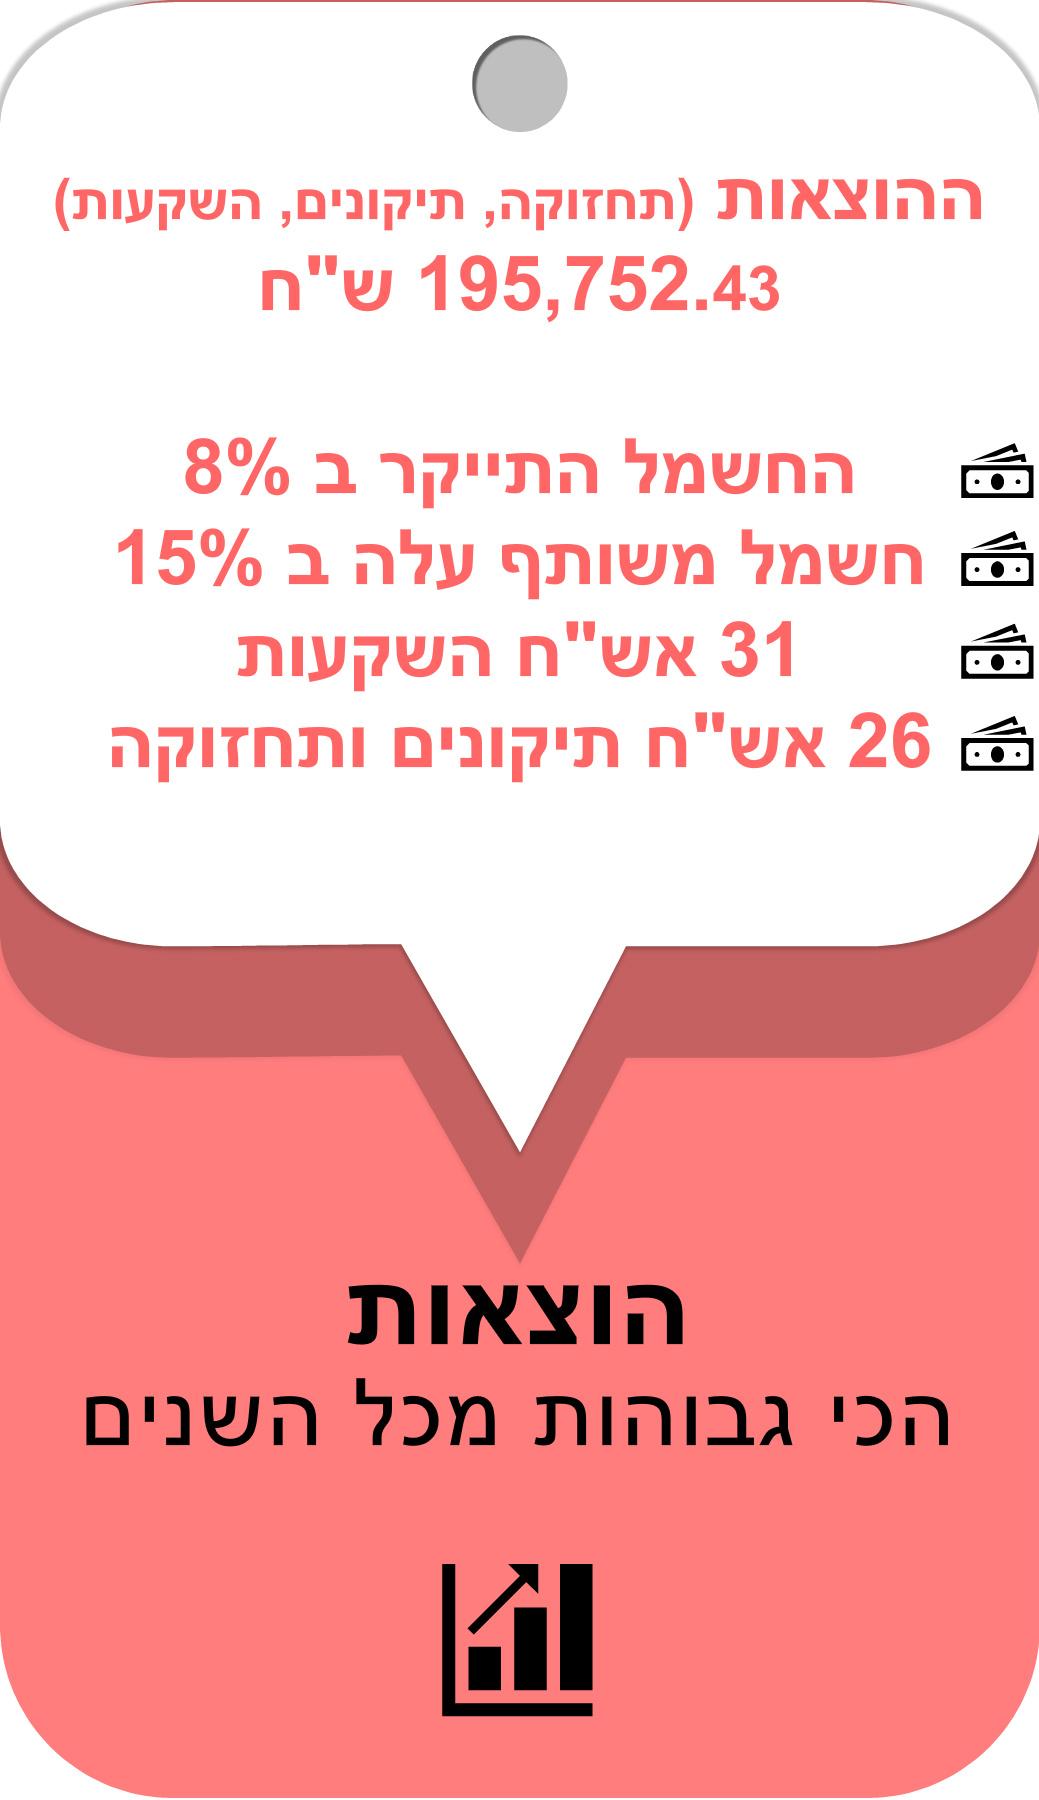 ההוצאות (תחזוקה, תיקונים, השקעות)
195,752.43 ש"ח
החשמל התייקר ב 8%
חשמל משותף עלה ב 15%
31 אש"ח השקעות
26 אש"ח תיקונים ותחזוקה
הוצאות
הכי גבוהות מכל השנים